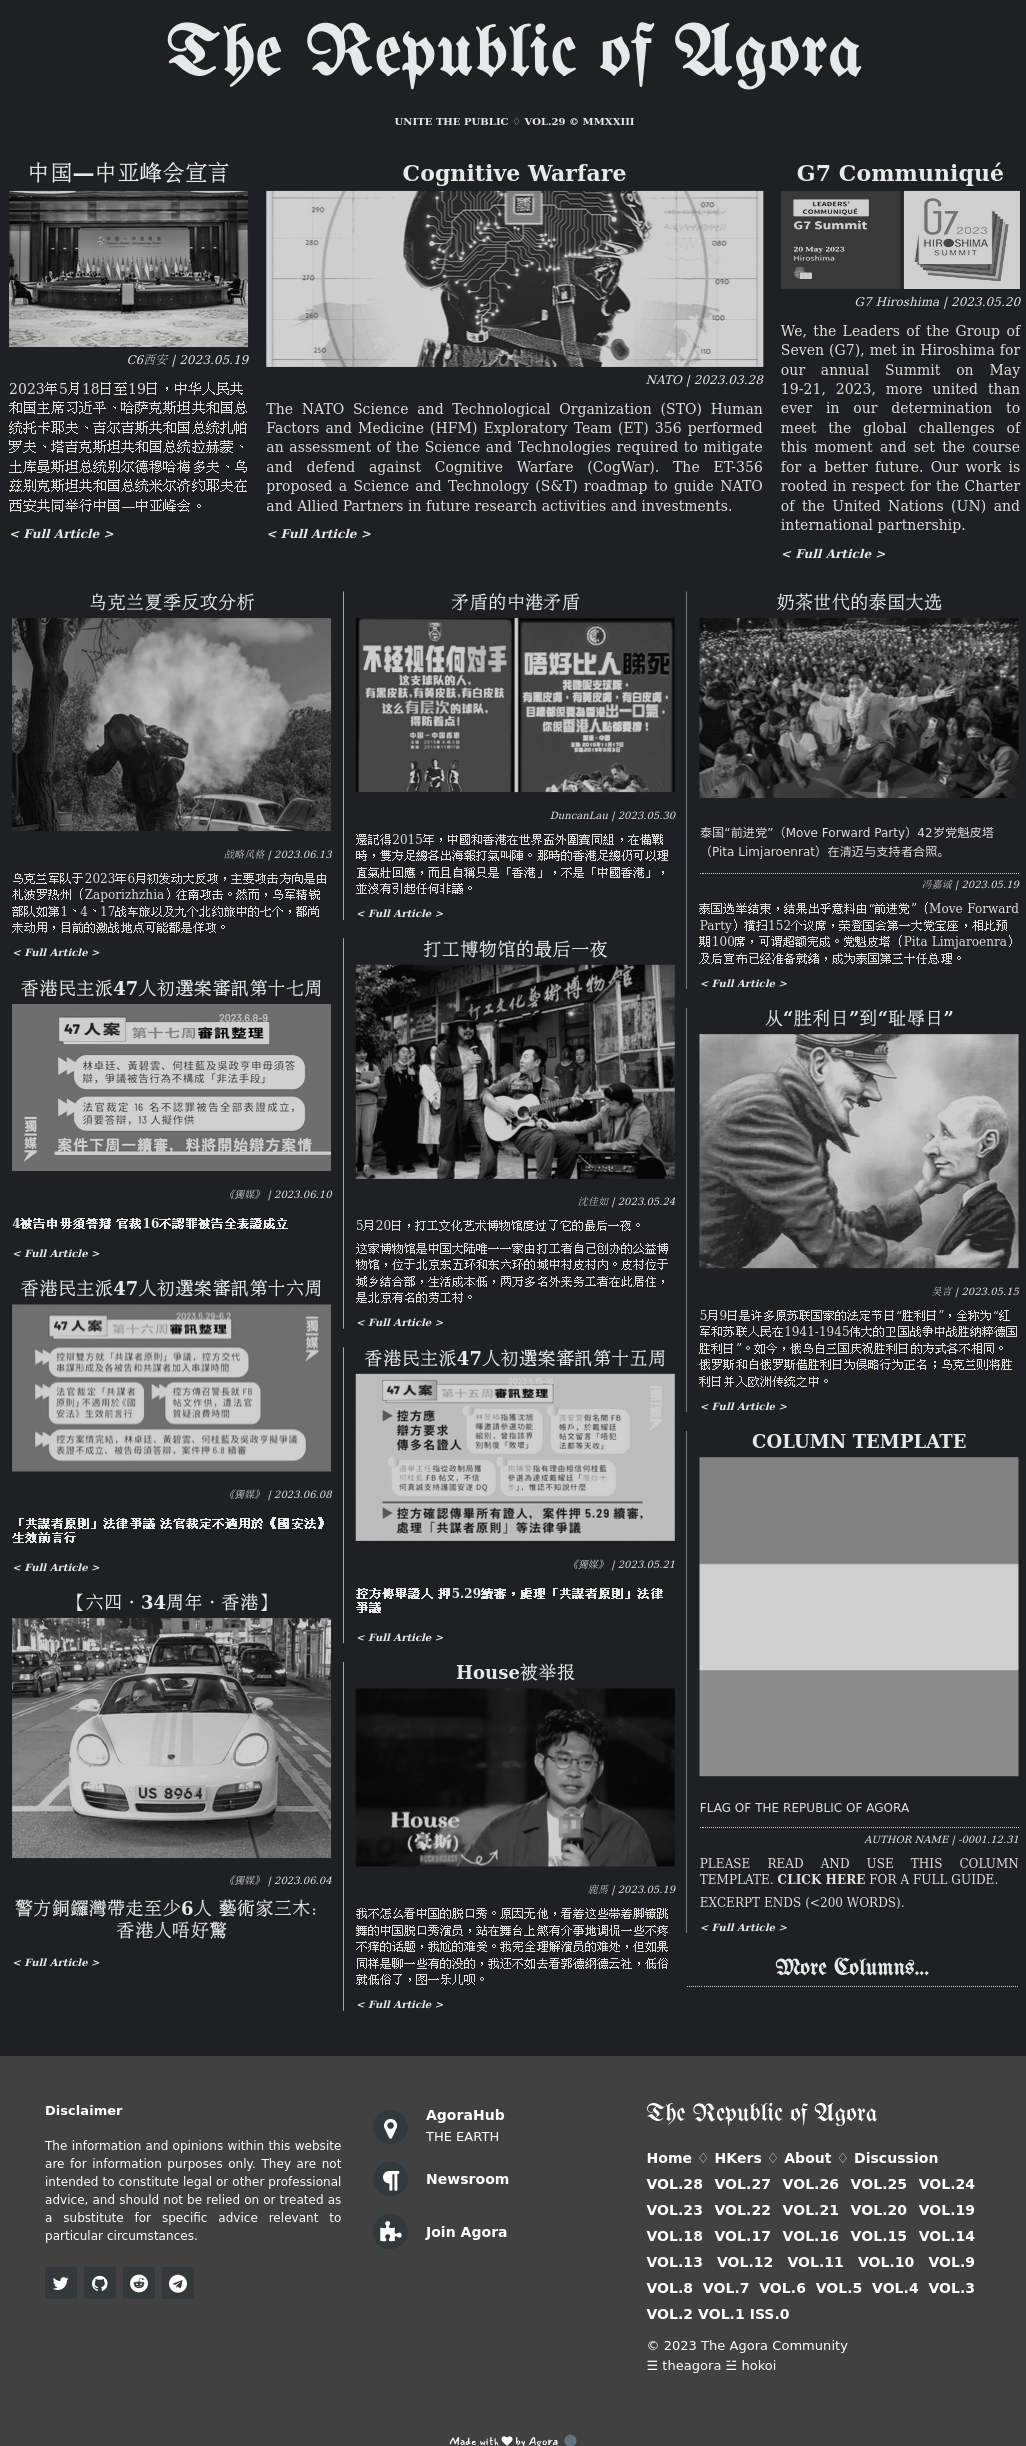 The Republic of Agora
UNITE THE PUBLIC ♢ VOL.29 © MMXXIII
中国—中亚峰会宣言
C6西安 | 2023.05.19
2023年5月18日至19日，中华人民共
和国主席习近平、哈萨克斯坦共和国总
统托卡耶夫、吉尔吉斯共和国总统扎帕
罗夫、塔吉克斯坦共和国总统拉赫蒙、
土库曼斯坦总统别尔德穆哈梅多夫、乌
兹别克斯坦共和国总统米尔济约耶夫在
西安共同举行中国—中亚峰会。
< Full Article >
Cognitive Warfare
NATO | 2023.03.28
The NATO Science and Technological Organization (STO) Human
Factors and Medicine (HFM) Exploratory Team (ET) 356 performed
an assessment of the Science and Technologies required to mitigate
and defend against Cognitive Warfare (CogWar). The ET-356
proposed a Science and Technology (S&T) roadmap to guide NATO
and Allied Partners in future research activities and investments.
< Full Article >
G7 Communiqué
LEADERS'
COMMUNIQUÉ
G7 Summit
20 May 2023
Hiroshima
G7 2023
HIROSHIMA
SUMMIT
G7 Hiroshima | 2023.05.20
We, the Leaders of the Group of
Seven (G7), met in Hiroshima for
our annual Summit on May
19-21, 2023, more united than
ever in our determination to
meet the global challenges of
this moment and set the course
for a better future. Our work is
rooted in respect for the Charter
of the United Nations (UN) and
international partnership.
< Full Article >
乌克兰夏季反攻分析
战略风格 | 2023.06.13
乌克兰军队于2023年6月初发动大反攻，主要攻击方向是由
札波罗热州（Zaporizhzhia）往南攻击。然而，乌军精锐
部队如第1、4、17战车旅以及九个北约旅中的七个，都尚
未动用，目前的激战地点可能都是佯攻。
< Full Article >
香港民主派47人初選案審訊第十七周
2023.6.8-9
47 人案 第十七周審訊整理
林卓廷、黃碧雲、何桂藍及吳政亨申毋須答
辯，爭議被告行為不構成「非法手段」
法官裁定 16 名不認罪被告全部表證成立，
須要答辯，13 人擬作供
案件下周一續審，料將開始辯方案情
獨媒
《獨媒》 | 2023.06.10
4被告申毋須答辯 官裁16不認罪被告全表證成立
< Full Article >
香港民主派47人初選案審訊第十六周
47 人案 第十六周審訊整理
獨媒
控辯雙方就「共謀者原則」爭議，控方交代
串謀形成及各被告和共謀者加入串謀時間
法官裁定「共謀者
原則」不適用於《國
安法》生效前言行
控方傳召警長就 FB
帖文作供，遭法官
質疑浪費時間
控方案情完結，林卓廷、黃碧雲、何桂藍及吳政亨擬爭議
表證不成立、被告毋須答辯，案件押 6.8 續審
《獨媒》 | 2023.06.08
「共謀者原則」法律爭議 法官裁定不適用於《國安法》
生效前言行
< Full Article >
【六四‧34周年‧香港】
US 8964
《獨媒》 | 2023.06.04
警方銅鑼灣帶走至少6人 藝術家三木：
香港人唔好驚
< Full Article >
矛盾的中港矛盾
不轻视任何对手
这支球队的人，
有黑皮肤，有黄皮肤，有白皮肤
这么有层次的球队，
得防着点！
唔好比人睇死
有黑皮膚，有黃皮膚，有白皮膚，
目標都係要為香港出一口氣，
你係香港人點都要撐！
DuncanLau | 2023.05.30
還記得2015年，中國和香港在世界盃外圍賽同組，在備戰
時，雙方足總各出海報打氣叫陣。那時的香港足總仍可以理
直氣壯回應，而且自稱只是「香港」，不是「中國香港」，
並沒有引起任何非議。
< Full Article >
打工博物馆的最后一夜
打工文化藝術博物館
沈佳如 | 2023.05.24
5月20日，打工文化艺术博物馆度过了它的最后一夜。
这家博物馆是中国大陆唯一一家由打工者自己创办的公益博
物馆，位于北京东五环和东六环的城中村皮村内。皮村位于
城乡结合部，生活成本低，两万多名外来务工者在此居住，
是北京有名的劳工村。
< Full Article >
香港民主派47人初選案審訊第十五周
47 人案 第十五周審訊整理
控方應
辯方要求
傳多名證人
控方確認傳畢所有證人，案件押 5.29 續審，
處理「共謀者原則」等法律爭議
《獨媒》 | 2023.05.21
控方傳畢證人 押5.29續審，處理「共謀者原則」法律
爭議
< Full Article >
House被举报
House
（豪斯）
ROCK&ROAST
鹿馬 | 2023.05.19
我不怎么看中国的脱口秀。原因无他，看着这些带着脚镣跳
舞的中国脱口秀演员，站在舞台上煞有介事地调侃一些不疼
不痒的话题，我尬的难受。我完全理解演员的难处，但如果
同样是聊一些有的没的，我还不如去看郭德纲德云社，低俗
就低俗了，图一乐儿呗。
< Full Article >
奶茶世代的泰国大选
泰国“前进党”（Move Forward Party）42岁党魁皮塔
（Pita Limjaroenrat）在清迈与支持者合照。
冯嘉诚 | 2023.05.19
泰国选举结束，结果出乎意料由“前进党”（Move Forward
Party）横扫152个议席，荣登国会第一大党宝座，相比预
期100席，可谓超额完成。党魁皮塔（Pita Limjaroenra）
及后宣布已经准备就绪，成为泰国第三十任总理。
< Full Article >
从“胜利日”到“耻辱日”
吴言 | 2023.05.15
5月9日是许多原苏联国家的法定节日“胜利日”，全称为“红
军和苏联人民在1941-1945伟大的卫国战争中战胜纳粹德国
胜利日”。如今，俄乌白三国庆祝胜利日的方式各不相同。
俄罗斯和白俄罗斯借胜利日为侵略行为正名；乌克兰则将胜
利日并入欧洲传统之中。
< Full Article >
COLUMN TEMPLATE
FLAG OF THE REPUBLIC OF AGORA
AUTHOR NAME | -0001.12.31
PLEASE READ AND USE THIS COLUMN
TEMPLATE. CLICK HERE FOR A FULL GUIDE.
EXCERPT ENDS (<200 WORDS).
< Full Article >
More Columns...
Disclaimer
The information and opinions within this website
are for information purposes only. They are not
intended to constitute legal or other professional
advice, and should not be relied on or treated as
a substitute for specific advice relevant to
particular circumstances.
AgoraHub
THE EARTH
Newsroom
Join Agora
The Republic of Agora
Home ♢ HKers ♢ About ♢ Discussion
VOL.28 VOL.27 VOL.26 VOL.25 VOL.24
VOL.23 VOL.22 VOL.21 VOL.20 VOL.19
VOL.18 VOL.17 VOL.16 VOL.15 VOL.14
VOL.13 VOL.12 VOL.11 VOL.10 VOL.9
VOL.8 VOL.7 VOL.6 VOL.5 VOL.4 VOL.3
VOL.2 VOL.1 ISS.0
© 2023 The Agora Community
☰ theagora ☱ hokoi
Made with ♥ by Agora